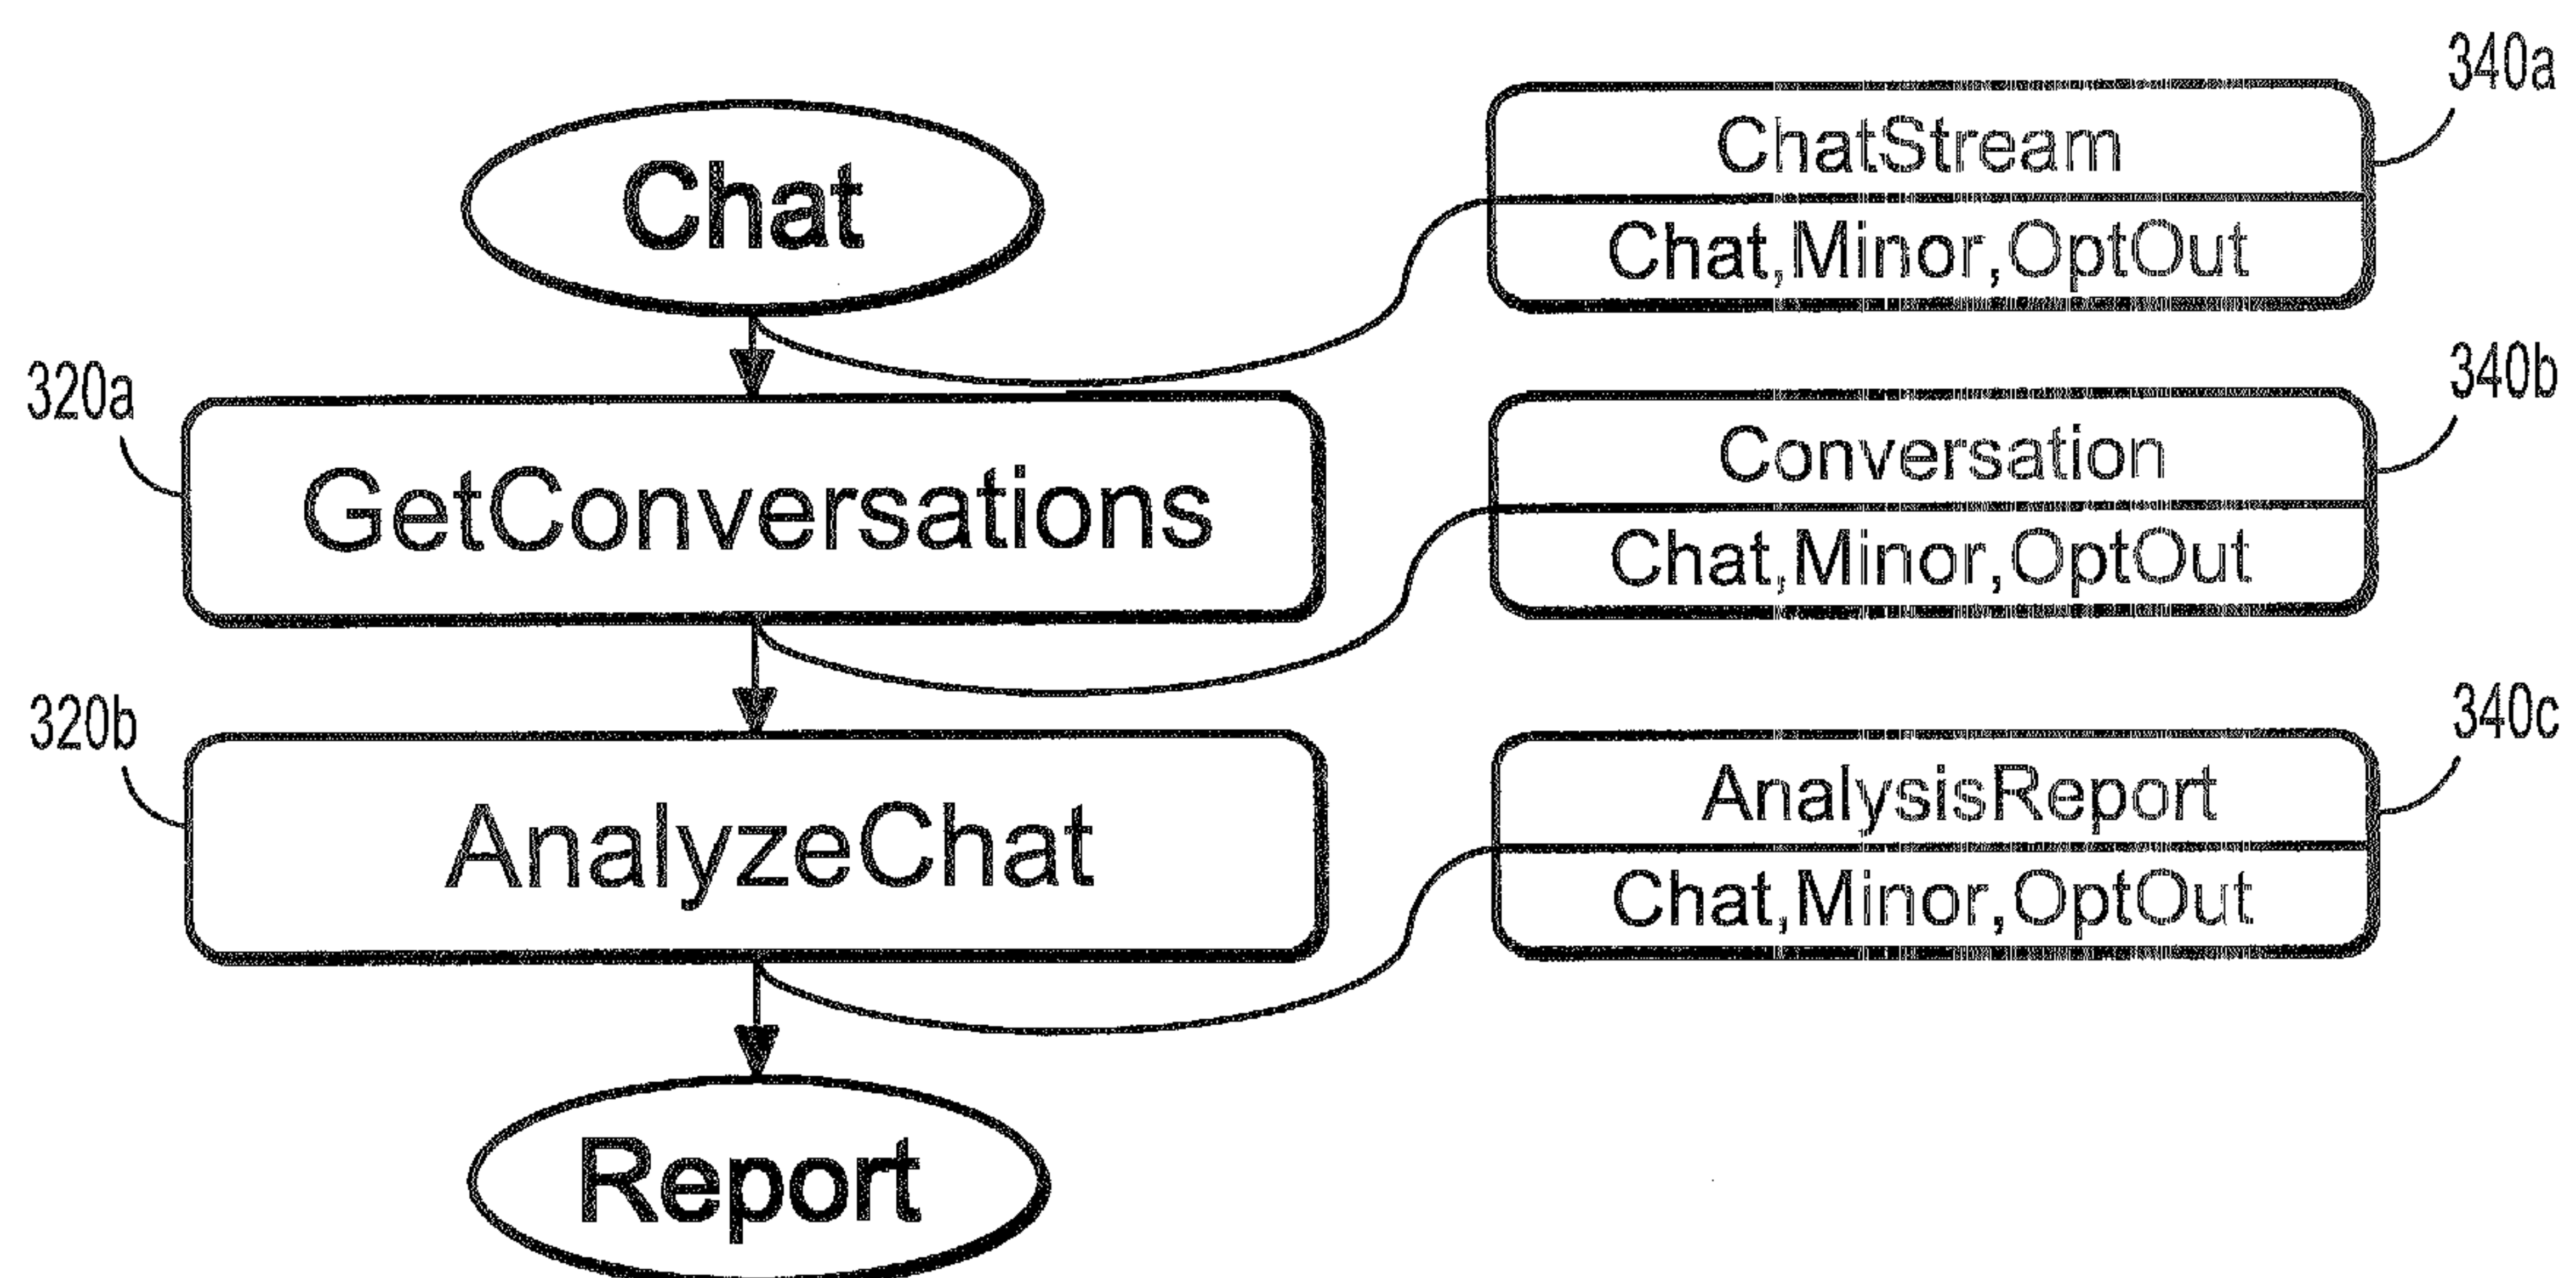 340a
ChatStream
Chat
Chat,Minor,OptOut
320a
340b
Conversation
GetConversations
Chat,Minor,OptOut
320b
340c
AnalysisReport
AnalyzeChat
Chat,Minor,OptOut
Report